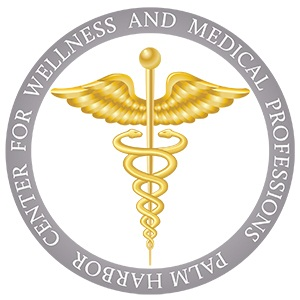 PALM HARBOR CENTER FOR WELLNESS AND MEDICAL PROFESSIONS